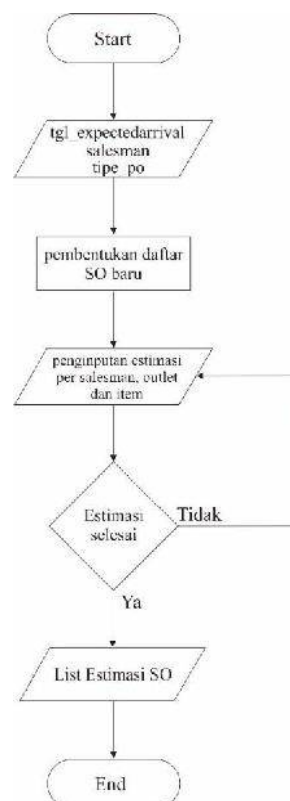 Start
tgl_expectedarrival
salesman
tipe_po
pembentukan daftar
SO baru
penginputan estimasi
per salesman, outlet
dan item
Estimasi
selesai
Tidak
Ya
List Estimasi SO
End